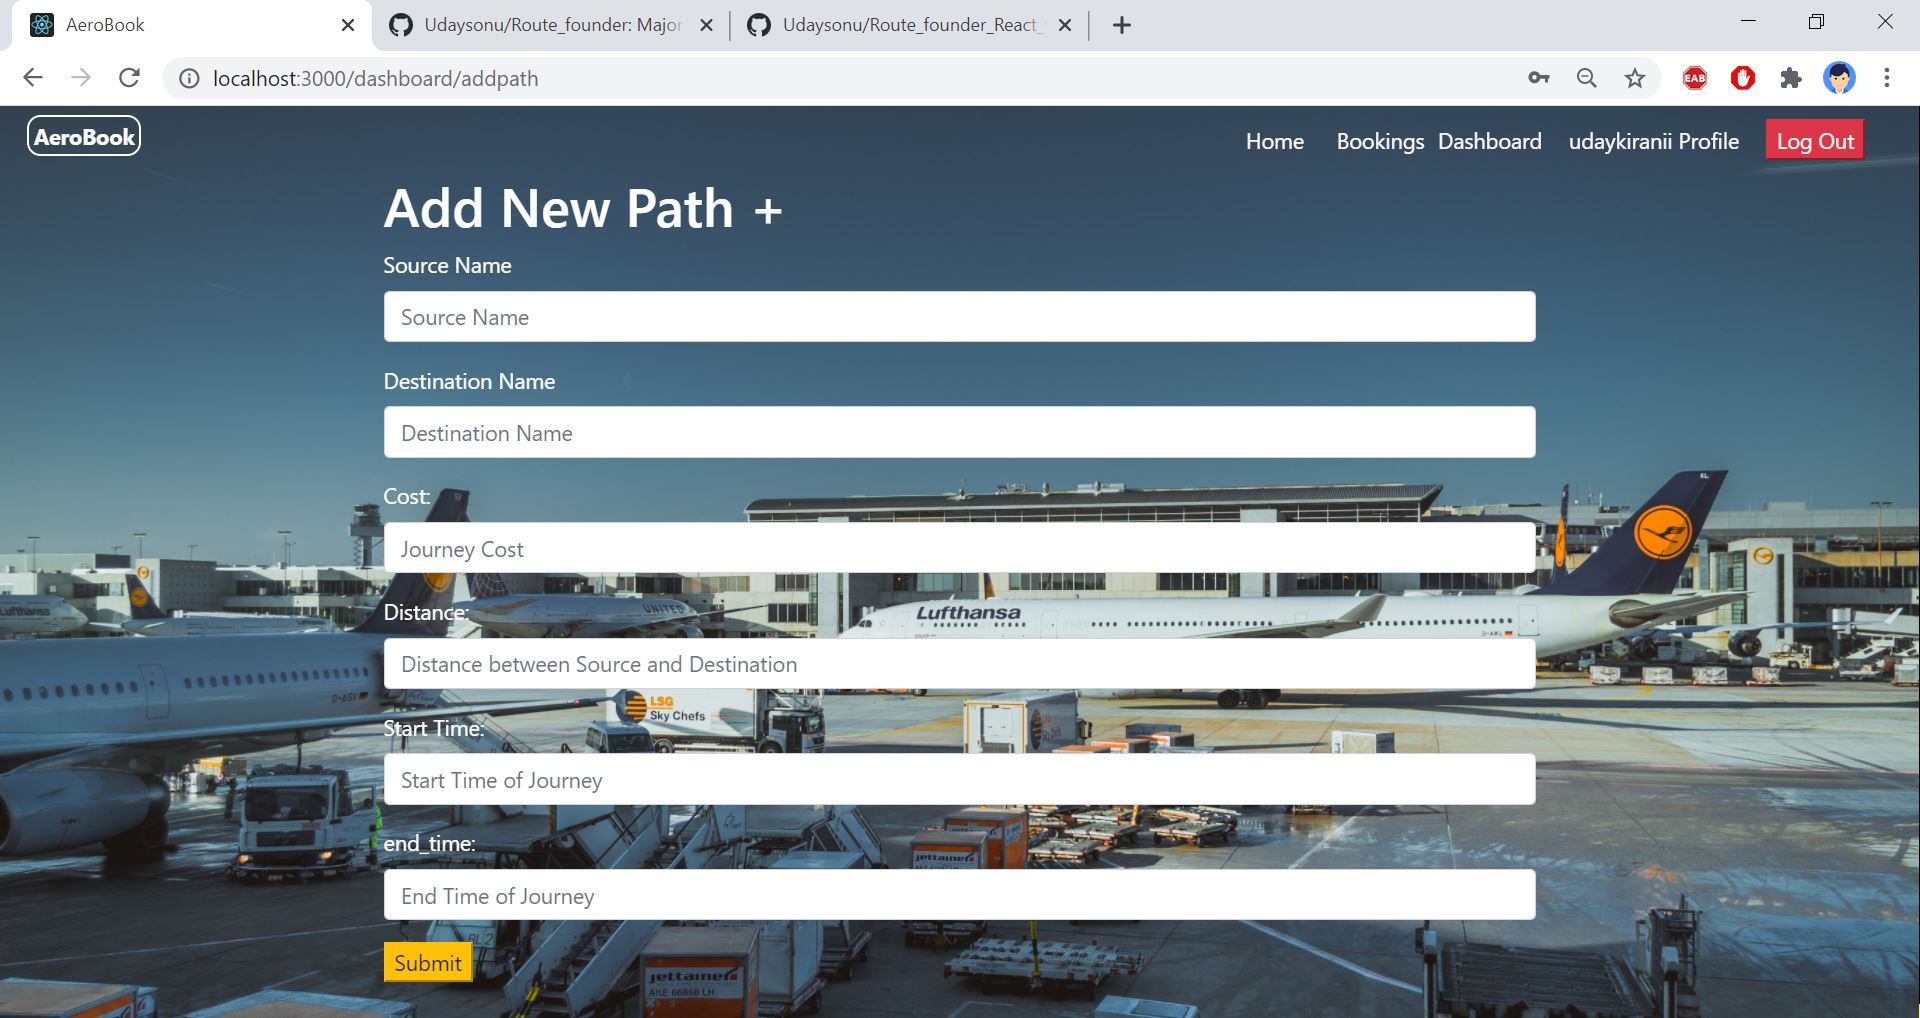 AeroBook
Udaysonu/Route_founder: Major
Udaysonu/Route_founder_React_
localhost:3000/dashboard/addpath
EAB
AeroBook
Home Bookings Dashboard udaykiranii Profile Log Out
Add New Path +
Source Name
Source Name
Destination Name
Destination Name
Cost:
Journey Cost
Distance:
Distance between Source and Destination
Start Time:
Start Time of Journey
end_time:
End Time of Journey
Submit
Lufthansa
UNITED
Lufthansa
LSG
Sky Chefs
D-AISV
jettainer
jettainer
AKE 66868 LH